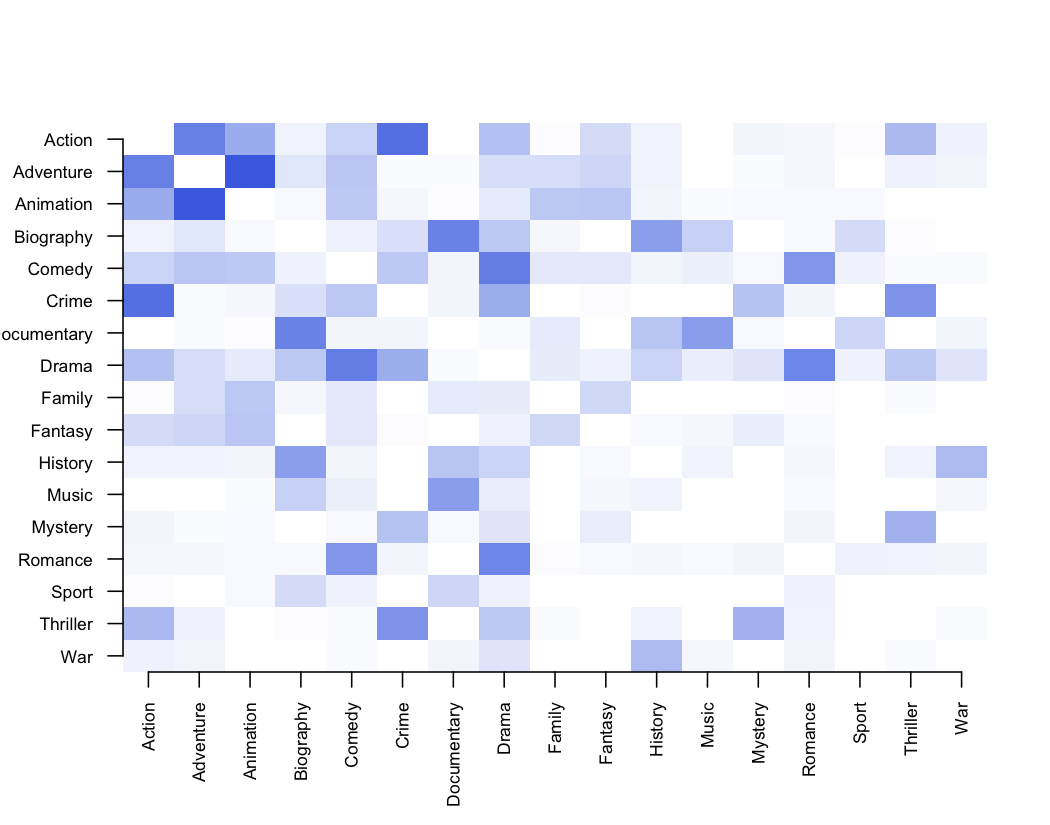 Action
Adventure
Animation
Biography
Comedy
Crime
ocumentary
Drama
Family
Fantasy
History
Music
Mystery
Romance
Sport
Thriller
War
Action
Adventure
Animation
Biography
Comedy
Crime
Documentary
Drama
Family
Fantasy
History
Music
Mystery
Romance
Sport
Thriller
War